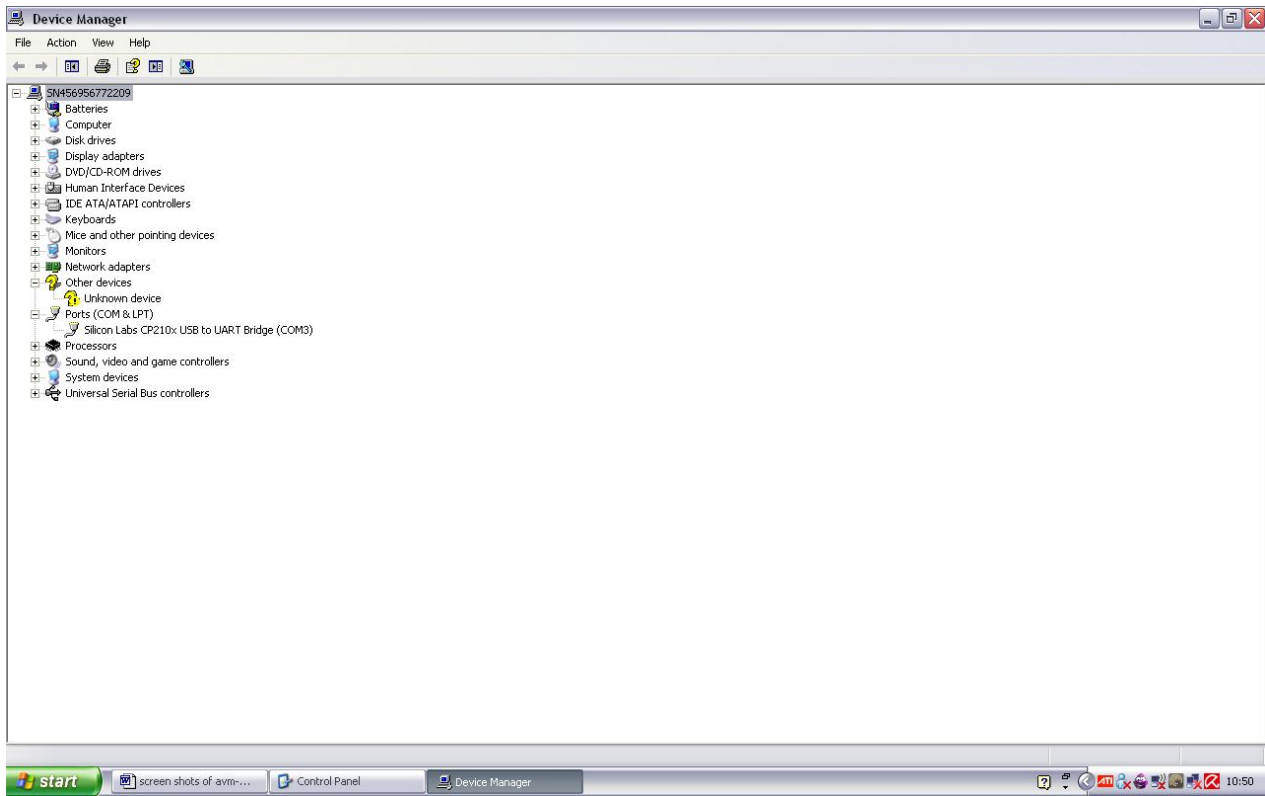 Device Manager
File Action View Help
SN456956772209
Batteries
Computer
Disk drives
Display adapters
DVD/CD-ROM drives
Human Interface Devices
IDE ATA/ATAPI controllers
Keyboards
Mice and other pointing devices
Monitors
Network adapters
Other devices
Unknown device
Ports (COM & LPT)
Silicon Labs CP210x USB to UART Bridge (COM3)
Processors
Sound, video and game controllers
System devices
Universal Serial Bus controllers
start screen shots of avm-... Control Panel Device Manager ATI 10:50